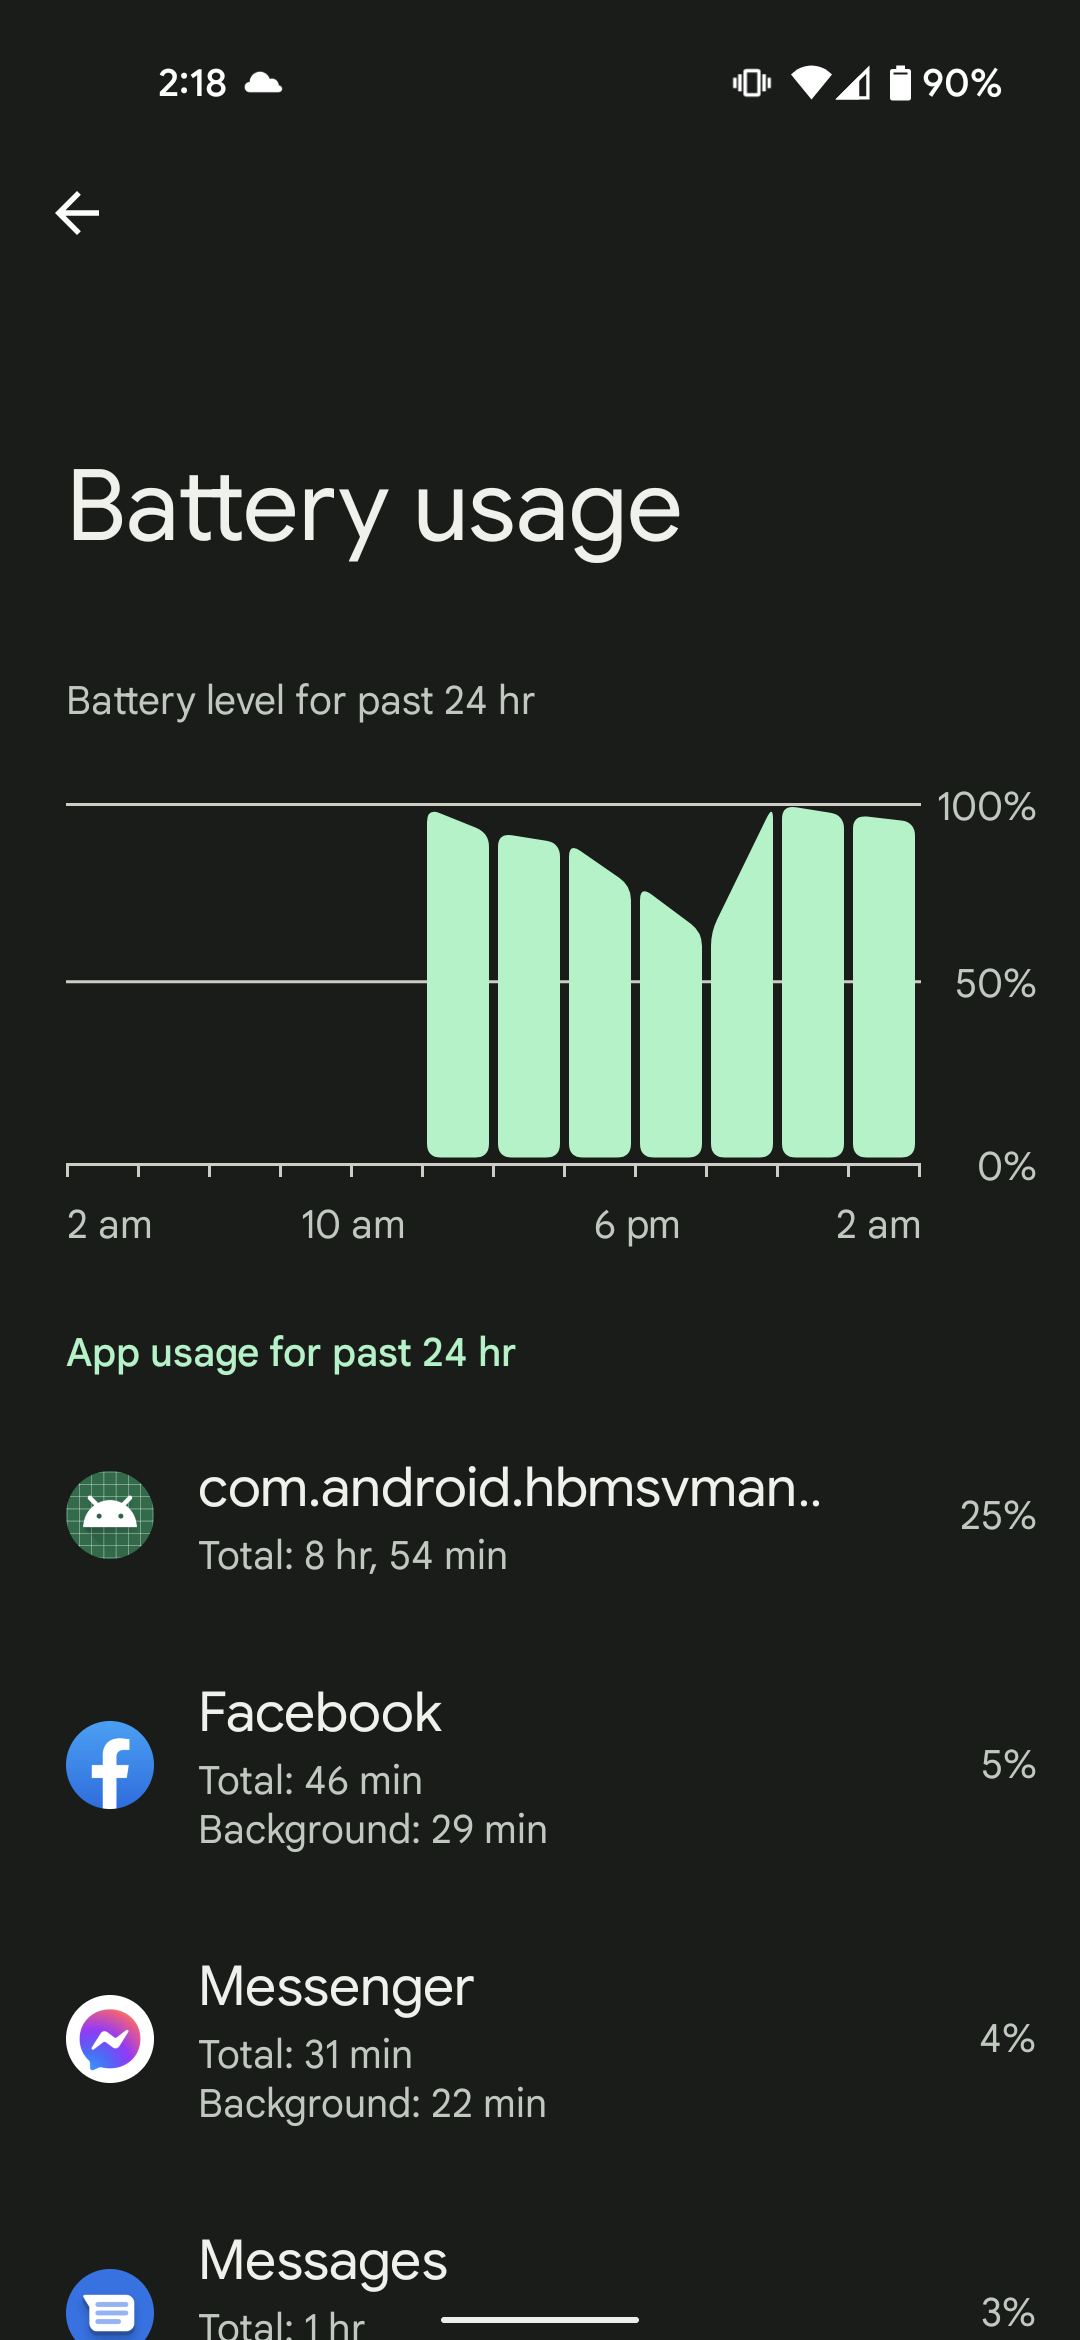 2:18
90%
Battery usage
Battery level for past 24 hr
100%
50%
0%
2 am 10 am 6 pm 2 am
App usage for past 24 hr
com.android.hbmsvman..
Total: 8 hr, 54 min
25%
Facebook
Total: 46 min
Background: 29 min
5%
Messenger
Total: 31 min
Background: 22 min
4%
Messages
Total: 1 hr
3%